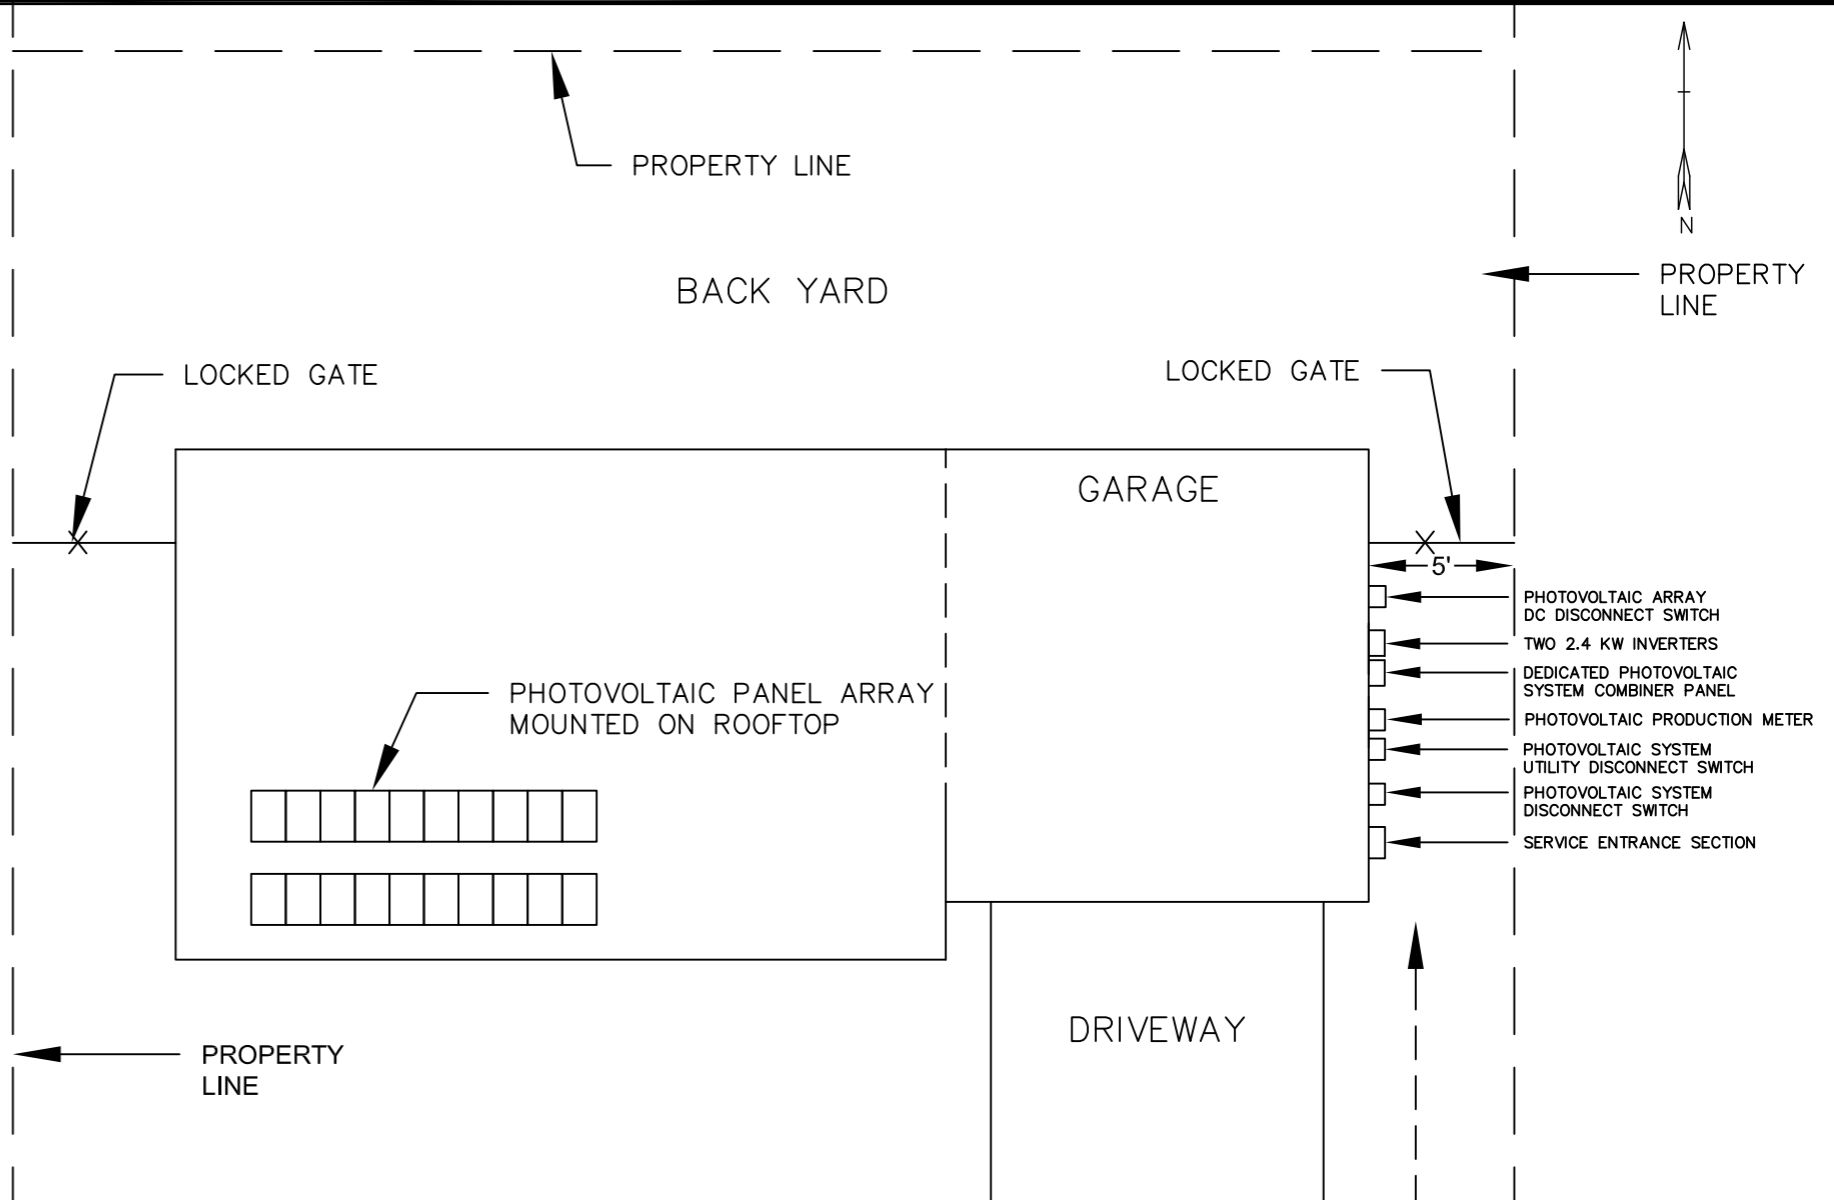 PROPERTY LINE
N
BACK YARD
PROPERTY
LINE
LOCKED GATE
LOCKED GATE
GARAGE
5'
PHOTOVOLTAIC ARRAY
DC DISCONNECT SWITCH
TWO 2.4 KW INVERTERS
DEDICATED PHOTOVOLTAIC
SYSTEM COMBINER PANEL
PHOTOVOLTAIC PRODUCTION METER
PHOTOVOLTAIC SYSTEM
UTILITY DISCONNECT SWITCH
PHOTOVOLTAIC SYSTEM
DISCONNECT SWITCH
SERVICE ENTRANCE SECTION
PHOTOVOLTAIC PANEL ARRAY
MOUNTED ON ROOFTOP
DRIVEWAY
PROPERTY
LINE